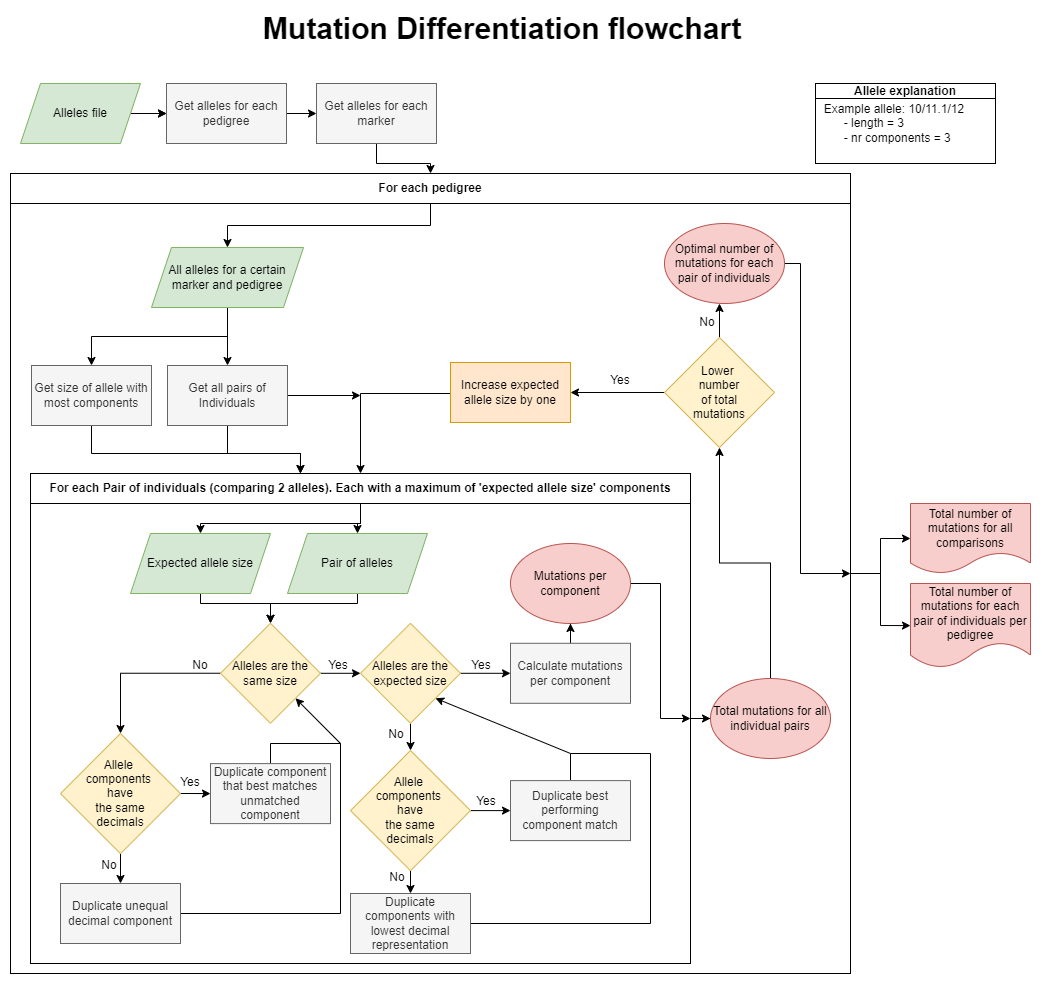 Mutation Differentiation flowchart
Alleles file
Get alleles for each
pedigree
Get alleles for each
marker
Allele explanation
Example allele: 10/11.1/12
- length = 3
- nr components = 3
For each pedigree
All alleles for a certain
marker and pedigree
Optimal number of
mutations for each
pair of individuals
No
Get size of allele with
most components
Get all pairs of
Individuals
Increase expected
allele size by one
Yes
Lower
number
of total
mutations
For each Pair of individuals (comparing 2 alleles). Each with a maximum of 'expected allele size' components
Expected allele size
Pair of alleles
Mutations per
component
Total number of
mutations for all
comparisons
Total number of
mutations for each
pair of individuals per
pedigree
No
Alleles are the
same size
Yes
Alleles are the
expected size
Yes
Calculate mutations
per component
Total mutations for all
individual pairs
No
Allele
components
have
the same
decimals
Yes
Duplicate component
that best matches
unmatched
component
Allele
components
have
the same
decimals
Yes
Duplicate best
performing
component match
No
No
Duplicate unequal
decimal component
Duplicate
components with
lowest decimal
representation